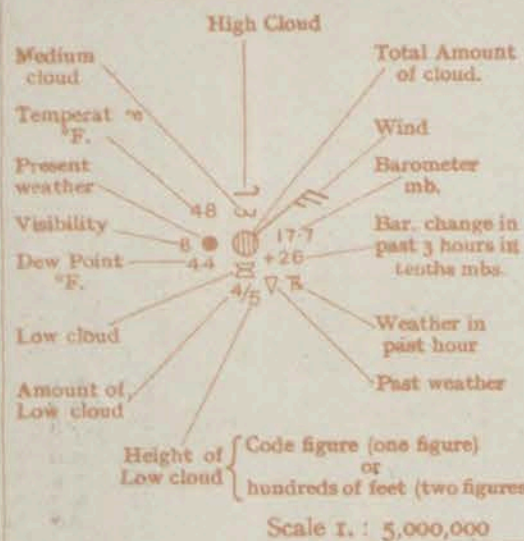 High Cloud
Medium
cloud
Total Amount
of cloud.
Temperat re
°F.
Wind
Present
weather
Barometer
mb.
48
Visibility
6
17·7
Bar. change in
past 3 hours in
tenths mbs.
Dew Point
°F.
44
+26
4/5
Low cloud
Weather in
past hour
Amount of
Low cloud
Past weather
Height of
Low cloud
Code figure (one figure)
or
hundreds of feet (two figures
Scale 1. : 5,000,000